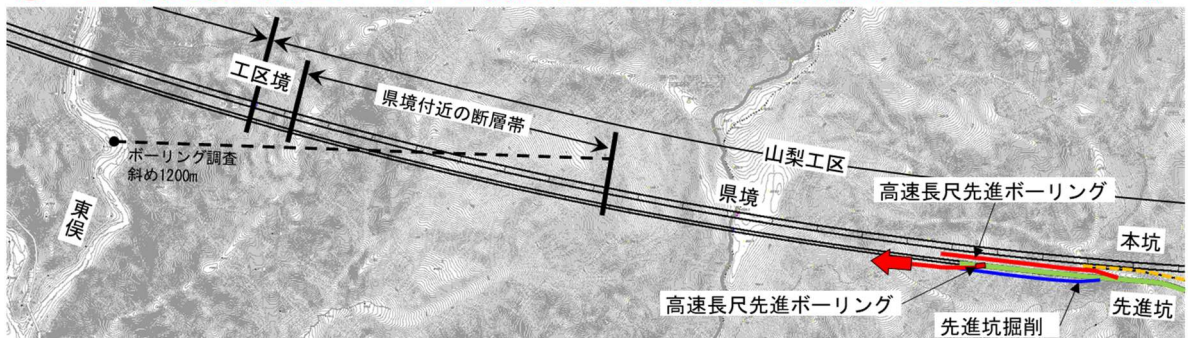 工区境
県境付近の断層帯
山梨工区
ボーリング調査
斜め1200m
東俣
県境
高速長尺先進ボーリング
本坑
高速長尺先進ボーリング
先進坑掘削
先進坑